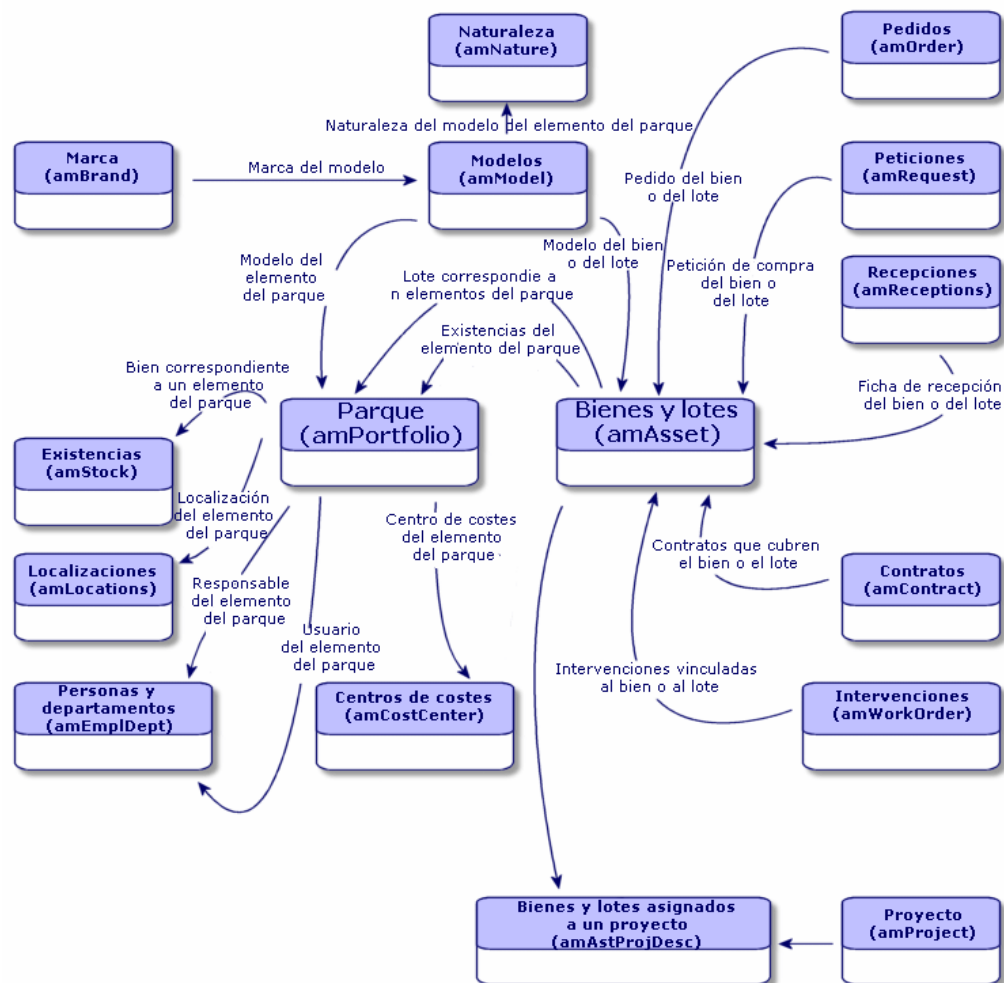 Naturaleza
(amNature)
Pedidos
(amOrder)
Naturaleza del modelo del elemento del parque
Marca
(amBrand)
Marca del modelo
Modelos
(amModel)
Pedido del bien
o del lote
Peticiones
(amRequest)
Modelo del
elemento
del parque
Lote correspondie a
n elementos del parque
Modelo del bien
o del lote
Petición de compra
del bien o
del lote
Recepciones
(amReceptions)
Existencias del
elemento del parque
Bien correspondiente
a un elemento
del parque
Ficha de recepción
del bien o del lote
Parque
(amPortfolio)
Bienes y lotes
(amAsset)
Existencias
(amStock)
Localización
del elemento
del parque
Centro de costes
del elemento
del parque
Contratos que cubren
el bien o el lote
Localizaciones
(amLocations)
Responsable
del elemento
del parque
Contratos
(amContract)
Usuario
del elemento
del parque
Intervenciones vinculadas
al bien o al lote
Personas y
departamentos
(amEmplDept)
Centros de costes
(amCostCenter)
Intervenciones
(amWorkOrder)
Bienes y lotes asignados
a un proyecto
(amAstProjDesc)
Proyecto
(amProject)